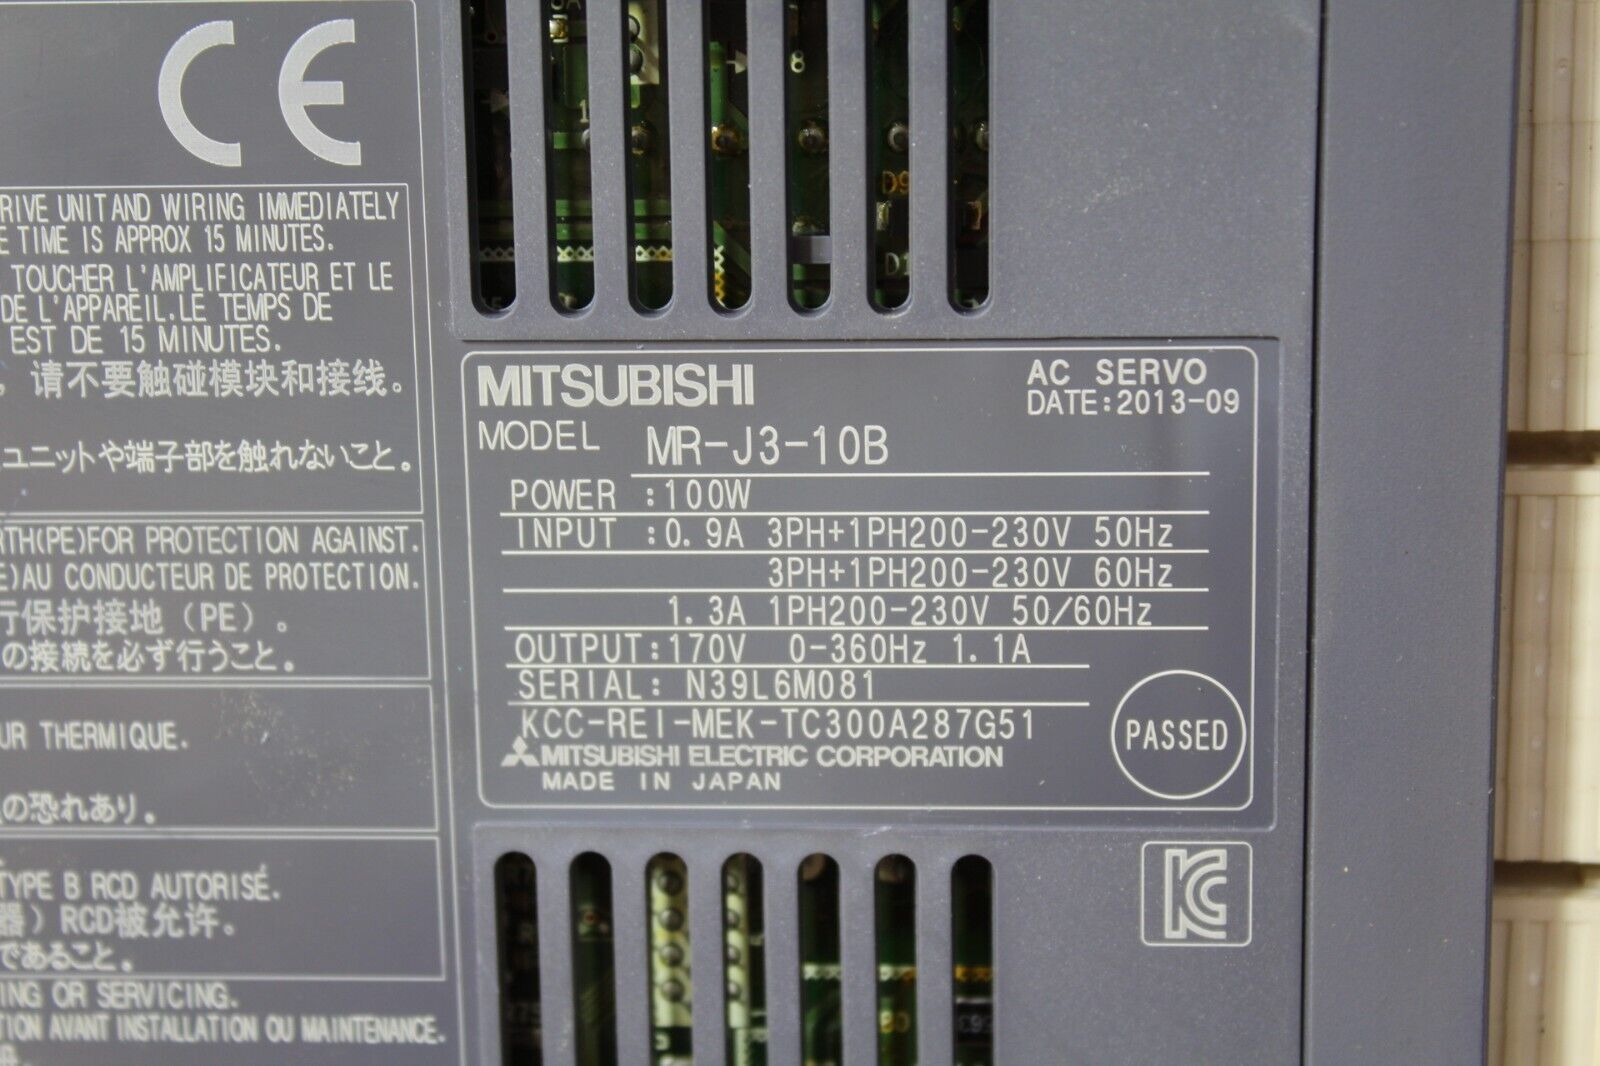 CE
RIVE UNIT AND WIRING IMMEDIATELY
E TIME IS APPROX 15 MINUTES.
TOUCHER L'AMPLIFICATEUR ET LE
DE L'APPAREIL.LE TEMPS DE
EST DE 15 MINUTES.
，请不要触碰模块和接线。
ユニットや端子部を触れないこと。
RTH(PE)FOR PROTECTION AGAINST.
E)AU CONDUCTEUR DE PROTECTION.
行保护接地（PE）。
の接続を必ず行うこと。
UR THERMIQUE.
の恐れあり。
TYPE B RCD AUTORISÉ.
器）RCD被允许。
であること。
ING OR SERVICING.
TION AVANT INSTALLATION OU MAINTENANCE.
MITSUBISHI
AC SERVO
DATE:2013-09
MODEL MR-J3-10B
POWER :100W
INPUT :0.9A 3PH+1PH200-230V 50Hz
3PH+1PH200-230V 60Hz
1.3A 1PH200-230V 50/60Hz
OUTPUT:170V 0-360Hz 1.1A
SERIAL: N39L6M081
KCC-REI-MEK-TC300A287G51
MITSUBISHI ELECTRIC CORPORATION
MADE IN JAPAN
PASSED
KC
D9
D1